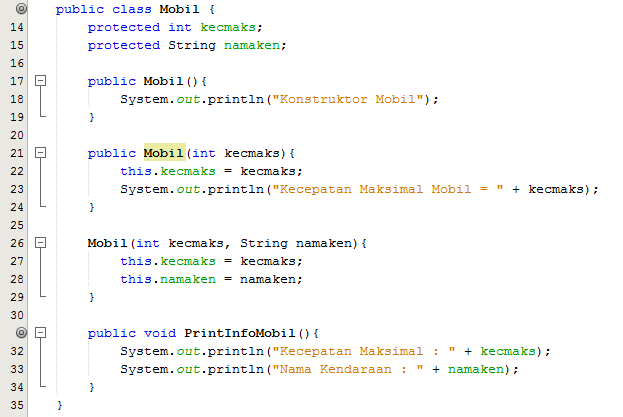 public class Mobil {
14 protected int kecmaks;
15 protected String namaken;
16
17 public Mobil(){
18 System.out.println("Konstruktor Mobil");
19 }
20
21 public Mobil(int kecmaks){
22 this.kecmaks = kecmaks;
23 System.out.println("Kecepatan Maksimal Mobil = " + kecmaks);
24 }
25
26 Mobil(int kecmaks, String namaken){
27 this.kecmaks = kecmaks;
28 this.namaken = namaken;
29 }
30
public void PrintInfoMobil(){
32 System.out.println("Kecepatan Maksimal : " + kecmaks);
33 System.out.println("Nama Kendaraan : " + namaken);
34 }
35 }